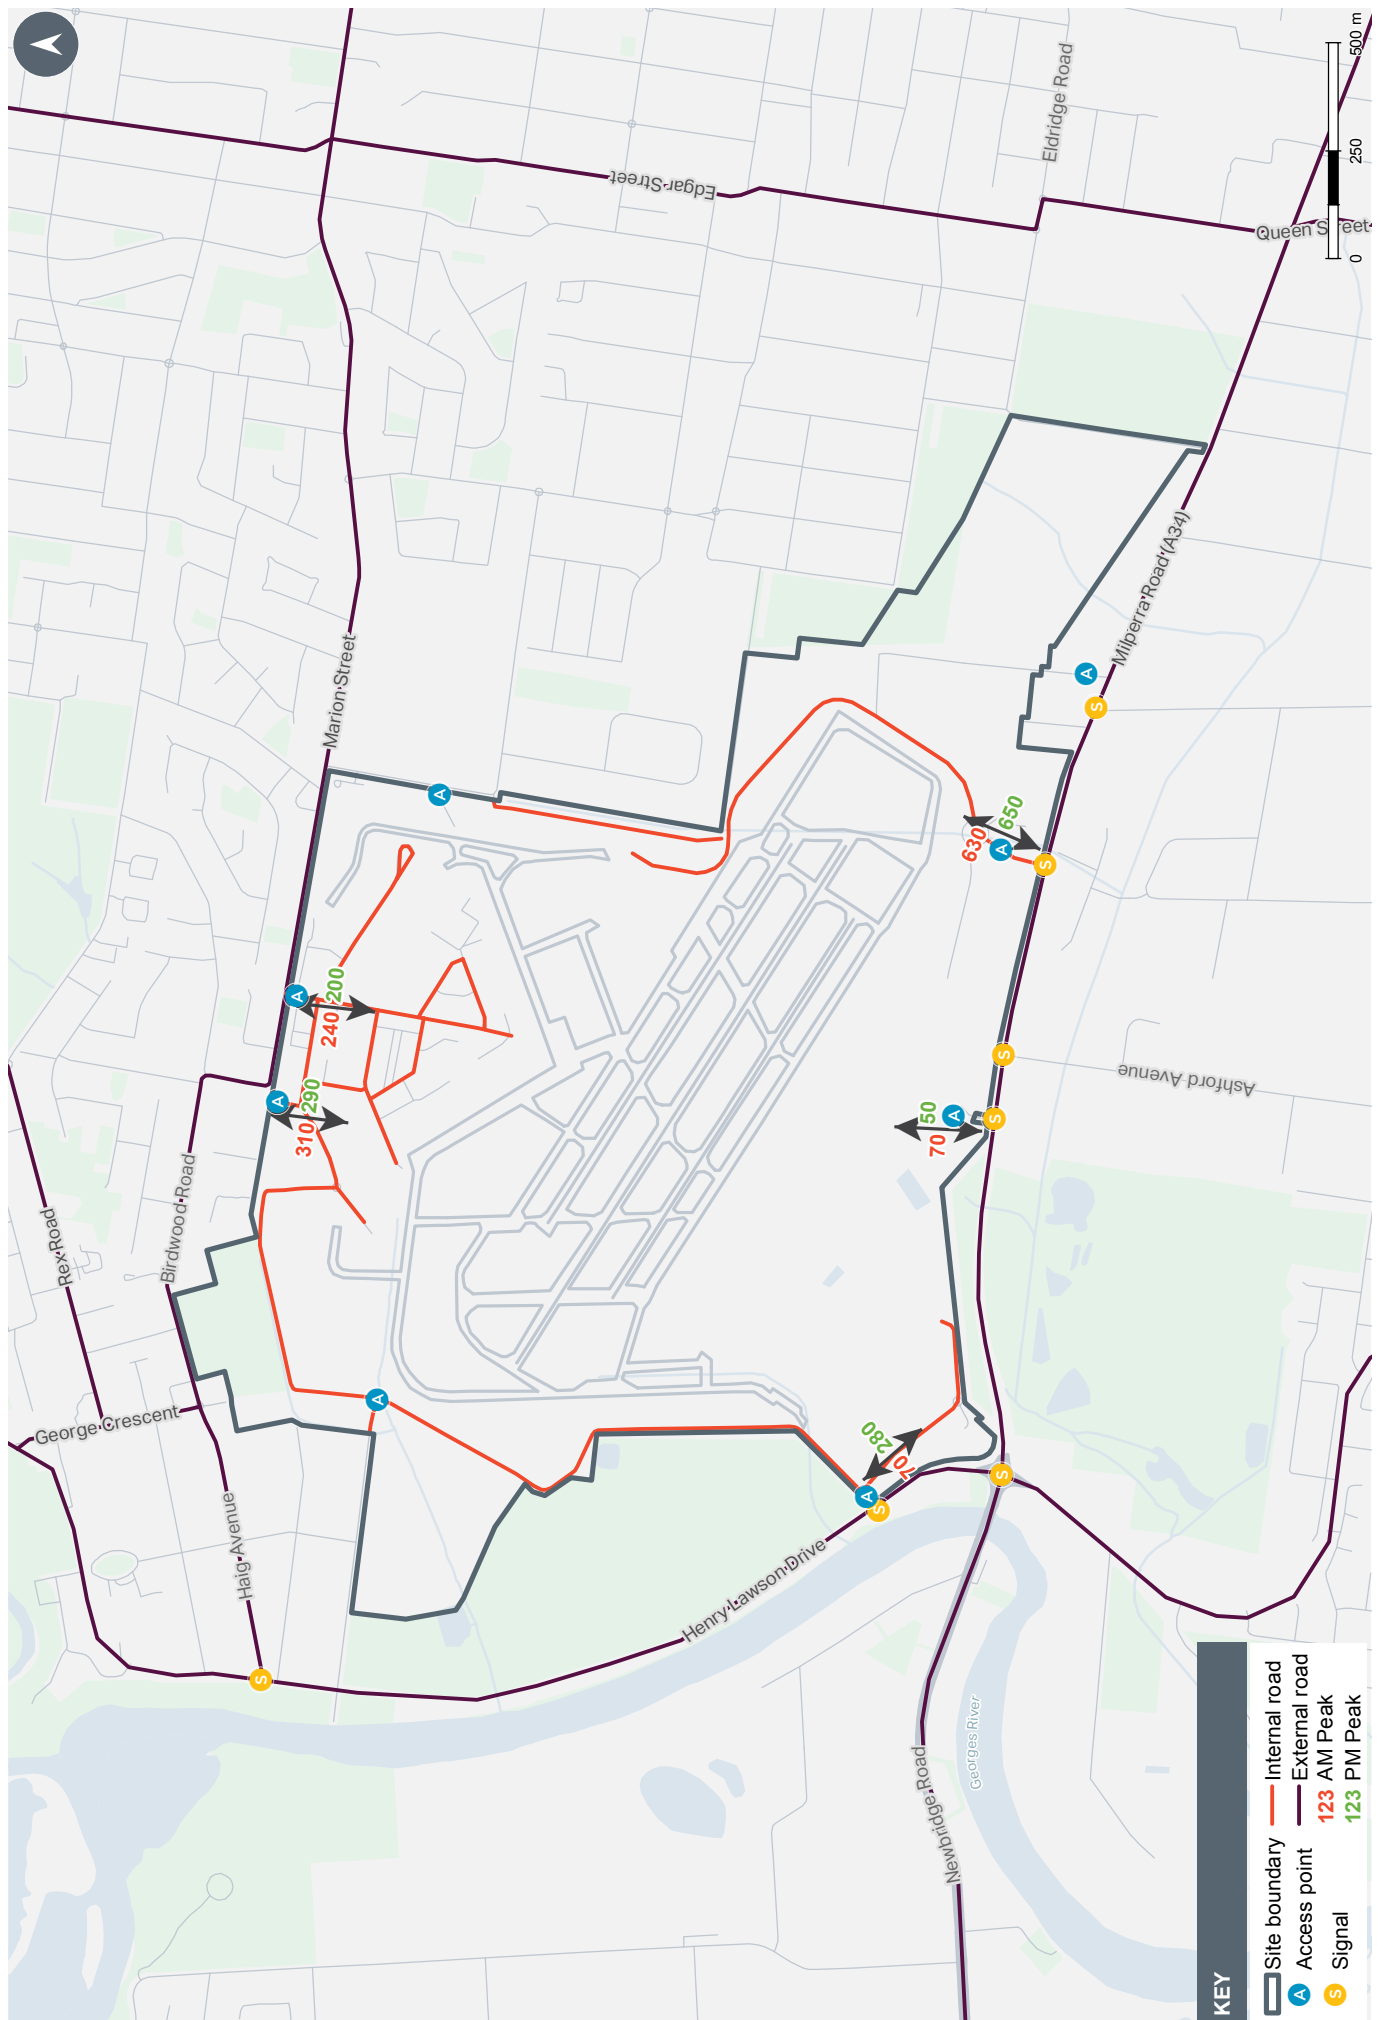 Rex Road
Birdwood Road
George Crescent
Haig Avenue
Marion Street
Edgar Street
Eldridge Road
Queen Street
Milperra Road (A34)
Ashford Avenue
Henry Lawson Drive
Newbridge Road
Georges River
A
A
A
A
A
A
A
A
S
S
S
S
S
S
S
310
290
240
200
630
650
70
50
70
280
0
250
500 m
KEY
Site boundary
A Access point
S Signal
Internal road
External road
123 AM Peak
123 PM Peak